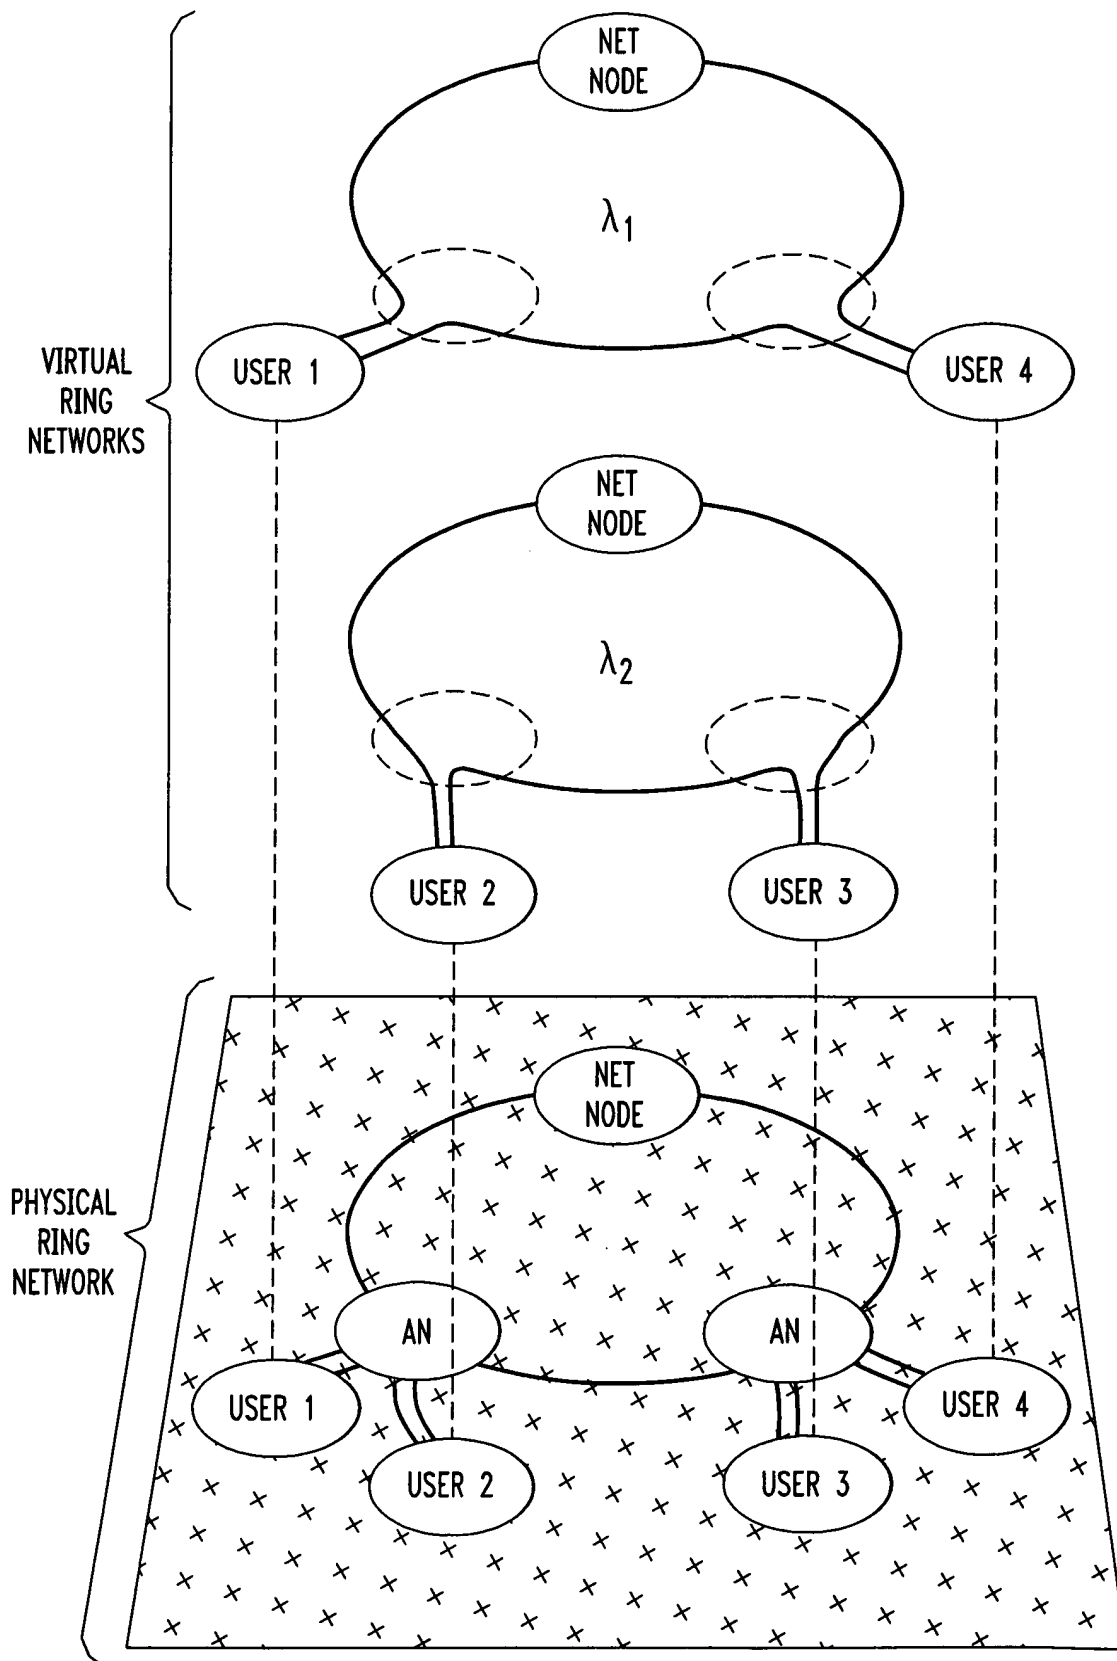 NET
NODE
λ1
USER 1
USER 4
VIRTUAL
RING
NETWORKS
NET
NODE
λ2
USER 2
USER 3
NET
NODE
PHYSICAL
RING
NETWORK
AN
AN
USER 1
USER 4
USER 2
USER 3